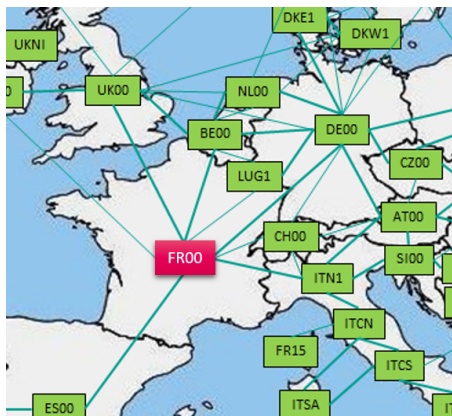 DKE1
UKNI
DKW1
0
UK00
NL00
BE00
DE00
CZ00
LUG1
AT00
CH00
FR00
SI00
ITN1
ITCN
FR15
ITCS
ITSA
ES00